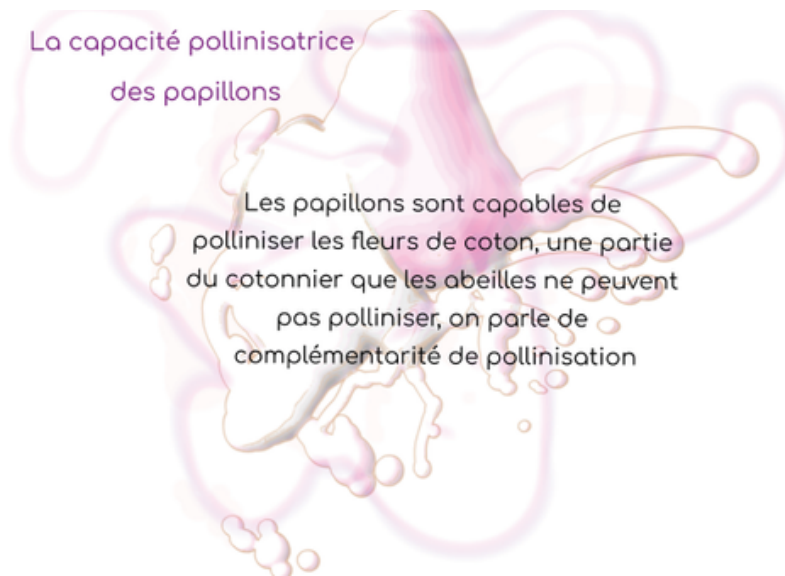 La capacité pollinisatrice
des papillons
Les papillons sont capables de
polliniser les fleurs de coton, une partie
du cotonnier que les abeilles ne peuvent
pas polliniser, on parle de
complémentarité de pollinisation